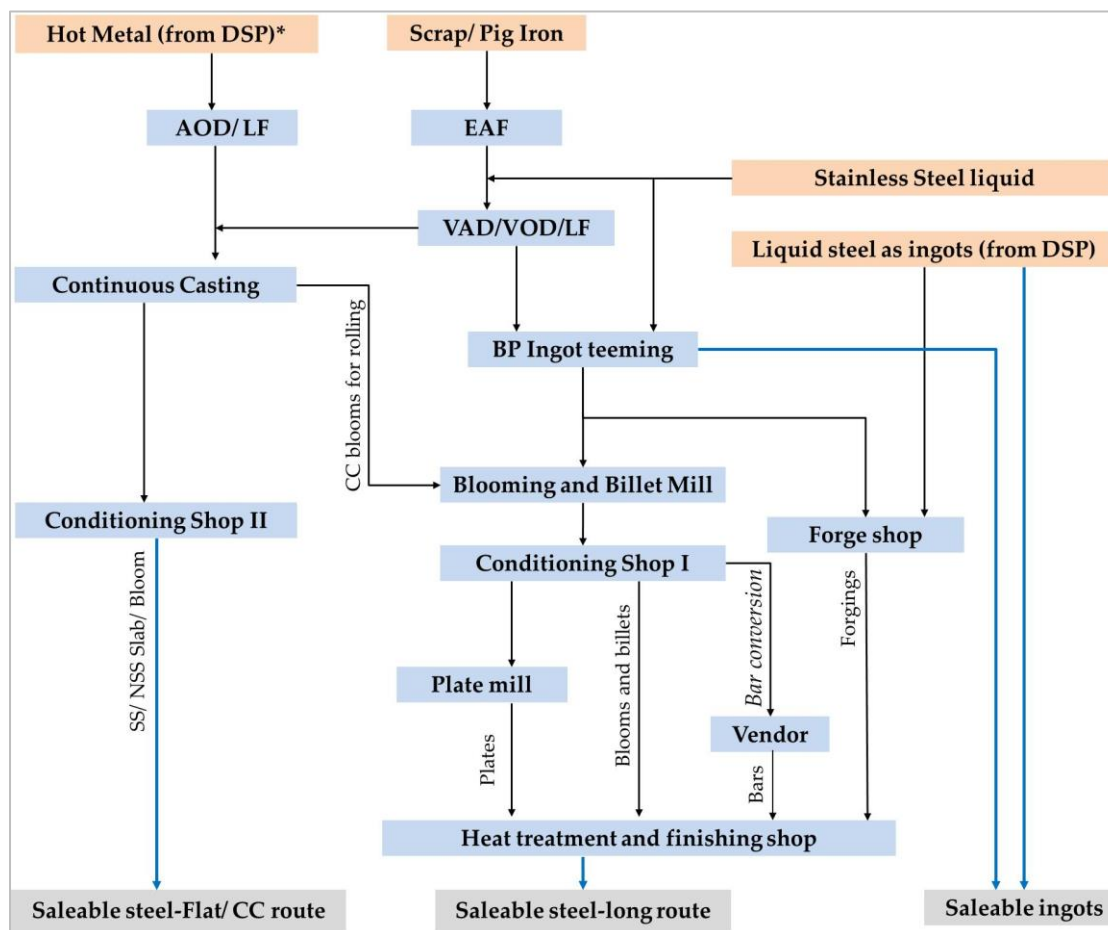 Hot Metal (from DSP)*
Scrap/ Pig Iron
AOD/ LF
EAF
Stainless Steel liquid
VAD/VOD/LF
Liquid steel as ingots (from DSP)
Continuous Casting
BP Ingot teeming
CC blooms for rolling
Blooming and Billet Mill
Conditioning Shop II
Forge shop
Conditioning Shop I
SS/ NSS Slab/ Bloom
Plate mill
Blooms and billets
Bar conversion
Forgings
Vendor
Plates
Bars
Heat treatment and finishing shop
Saleable steel-Flat/ CC route
Saleable steel-long route
Saleable ingots